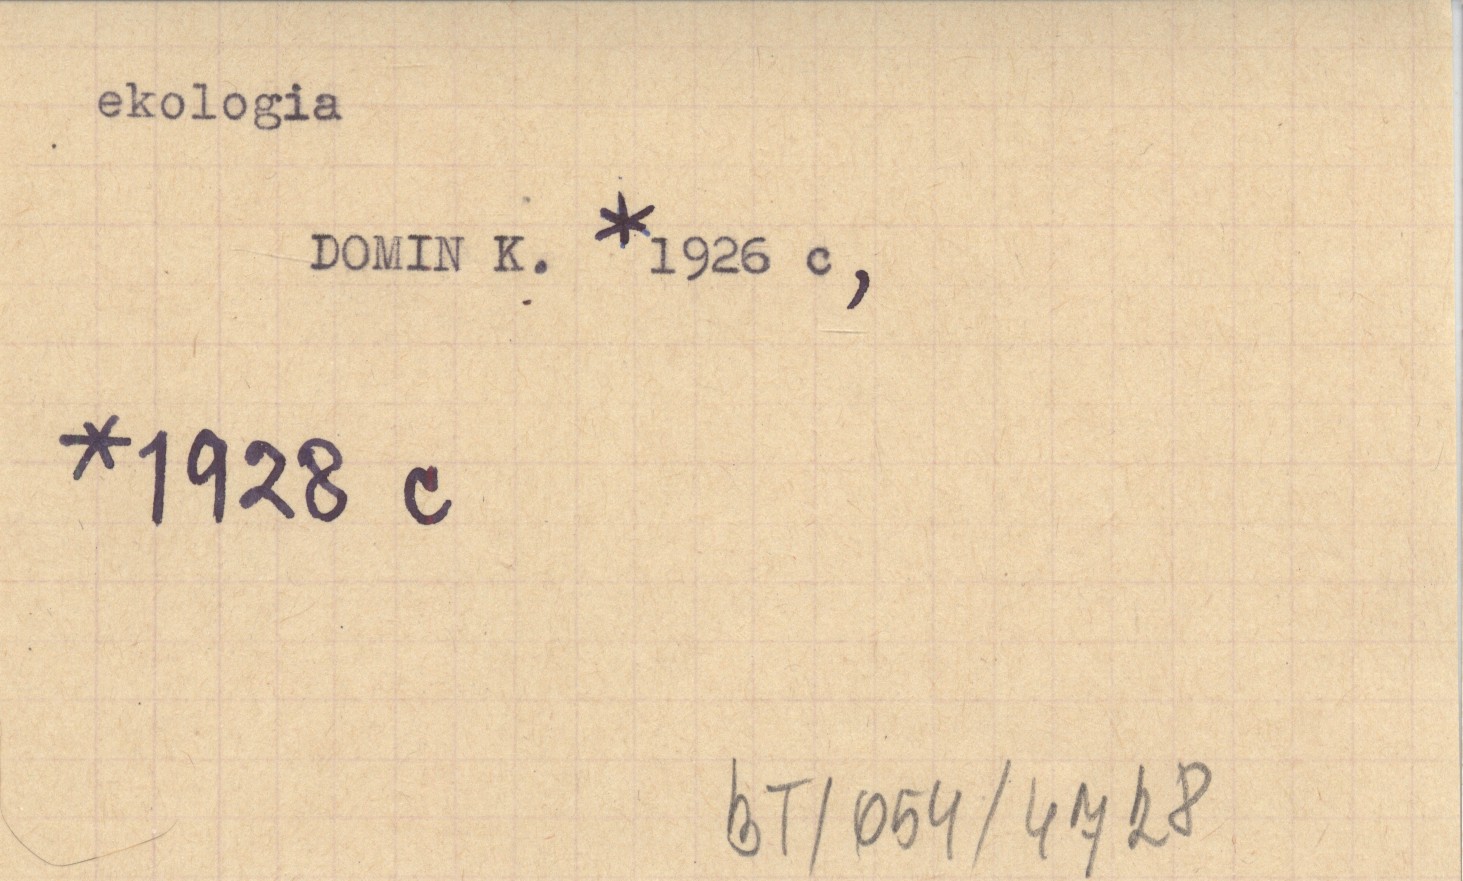 ekologia
DOMIN K. *1926 c,
*1928 c
bT/054/4728